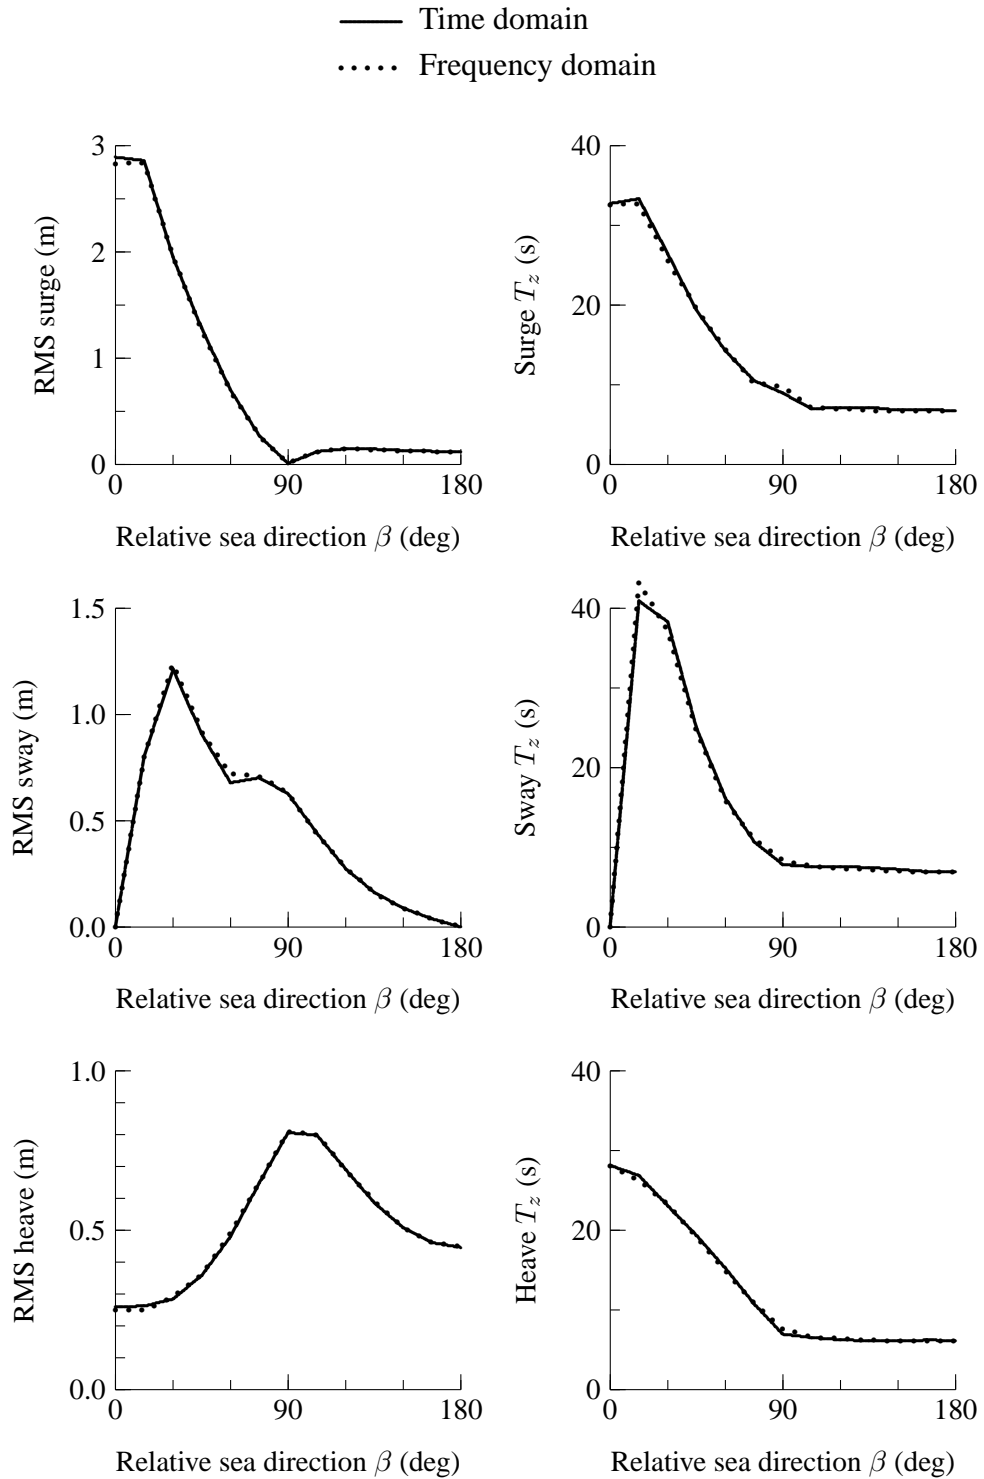 Time domain
Frequency domain
3
2
1
0
RMS surge (m)
0 90 180
Relative sea direction β (deg)
40
20
0
Surge T_z (s)
0 90 180
Relative sea direction β (deg)
1.5
1.0
0.5
0.0
RMS sway (m)
0 90 180
Relative sea direction β (deg)
40
20
0
Sway T_z (s)
0 90 180
Relative sea direction β (deg)
1.0
0.5
0.0
RMS heave (m)
0 90 180
Relative sea direction β (deg)
40
20
0
Heave T_z (s)
0 90 180
Relative sea direction β (deg)